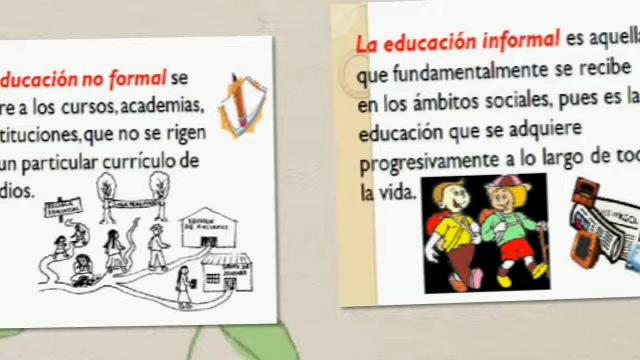 ducación no formal se
re a los cursos, academias,
tituciones, que no se rigen
un particular currículo de
dios.
La educación informal es aquella
que fundamentalmente se recibe
en los ámbitos sociales, pues es la
educación que se adquiere
progresivamente a lo largo de tod
la vida.